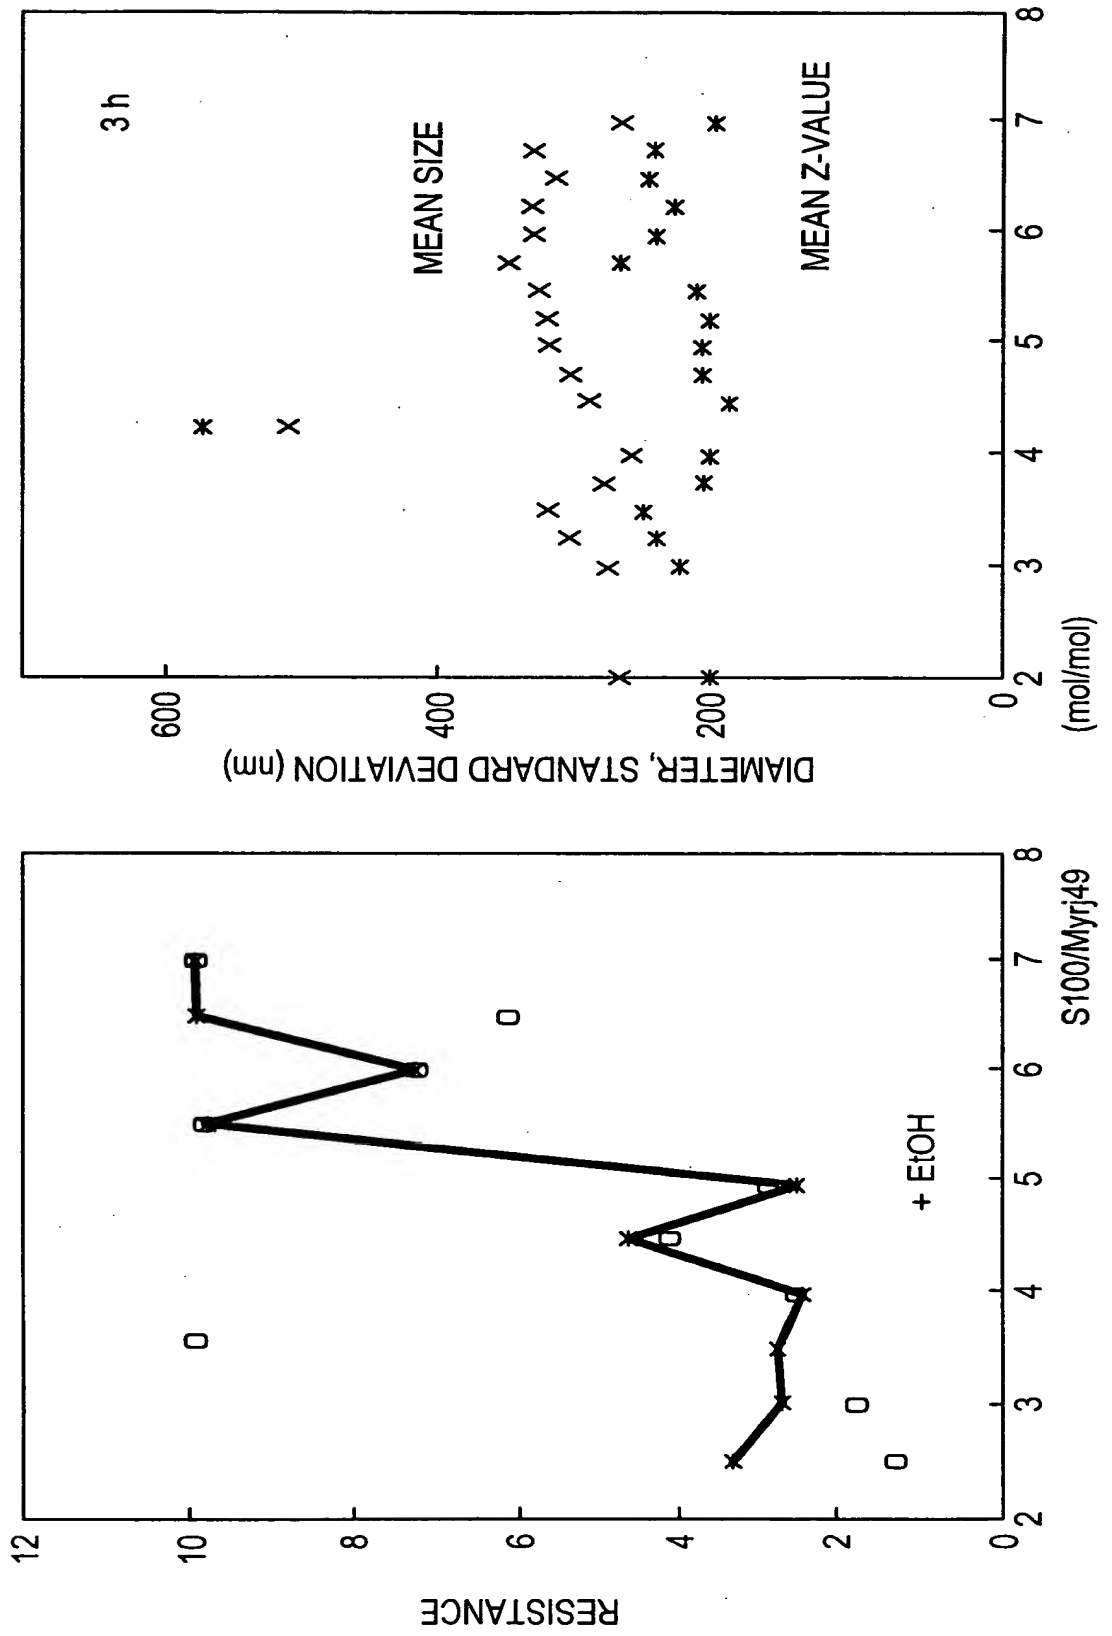 RESISTANCE
12
10
8
6
4
2
0
+ EtOH
2 3 4 5 6 7 8
S100/Myrj49
DIAMETER, STANDARD DEVIATION (nm)
600
400
200
0
3 h
MEAN SIZE
MEAN Z-VALUE
2 3 4 5 6 7 8
(mol/mol)